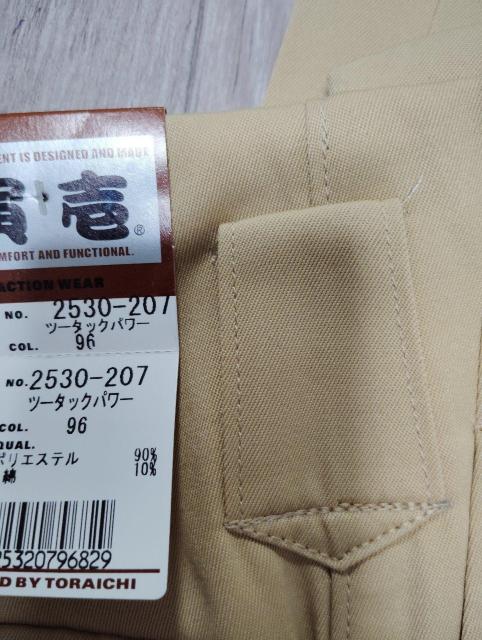 ENT IS DESIGNED AND MADE
寅壱®
MFORT AND FUNCTIONAL.
ACTION WEAR
NO. 2530-207
ツータックパワー
COL. 96
NO. 2530-207
ツータックパワー
COL. 96
QUAL.
ポリエステル 90%
綿 10%
25320796829
D BY TORAICHI